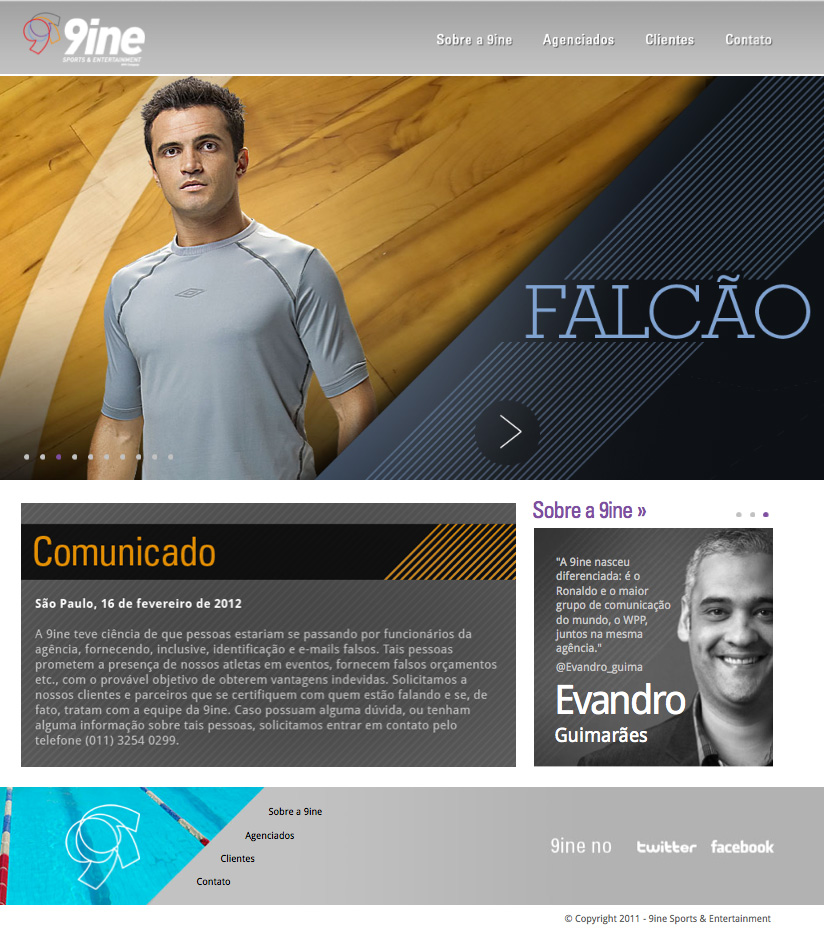 9ine
SPORTS & ENTERTAINMENT
Sobre a 9ine
Agenciados
Clientes
Contato
FALCÃO
Comunicado
São Paulo, 16 de fevereiro de 2012
A 9ine teve ciência de que pessoas estariam se passando por funcionários da
agência, fornecendo, inclusive, identificação e e-mails falsos. Tais pessoas
prometem a presença de nossos atletas em eventos, fornecem falsos orçamentos
etc., com o provável objetivo de obterem vantagens indevidas. Solicitamos a
nossos clientes e parceiros que se certifiquem com quem estão falando e se, de
fato, tratam com a equipe da 9ine. Caso possuam alguma dúvida, ou tenham
alguma informação sobre tais pessoas, solicitamos entrar em contato pelo
telefone (011) 3254 0299.
Sobre a 9ine »
"A 9ine nasceu
diferenciada: é o
Ronaldo e o maior
grupo de comunicação
do mundo, o WPP,
juntos na mesma
agência."
@Evandro_guima
Evandro
Guimarães
Sobre a 9ine
Agenciados
Clientes
Contato
9ine no
twitter
facebook
© Copyright 2011 - 9ine Sports & Entertainment